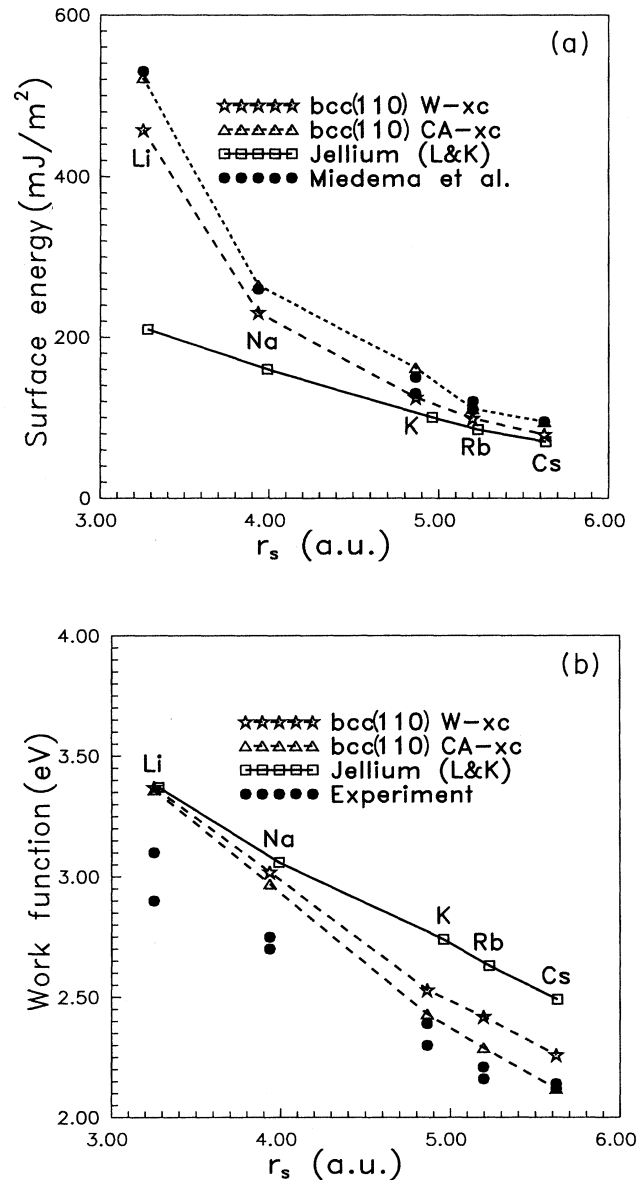 (a)
600
bcc(110) W-xc
bcc(110) CA-xc
Jellium (L&K)
Miedema et al.
Li
400
Na
200
K
Rb
Cs
0
3.00 4.00 5.00 6.00
r_s (a.u.)
Surface energy (mJ/m²)
(b)
4.00
bcc(110) W-xc
bcc(110) CA-xc
Jellium (L&K)
Experiment
3.50
Li
Na
3.00
K
Rb
Cs
2.50
2.00
3.00 4.00 5.00 6.00
r_s (a.u.)
Work function (eV)